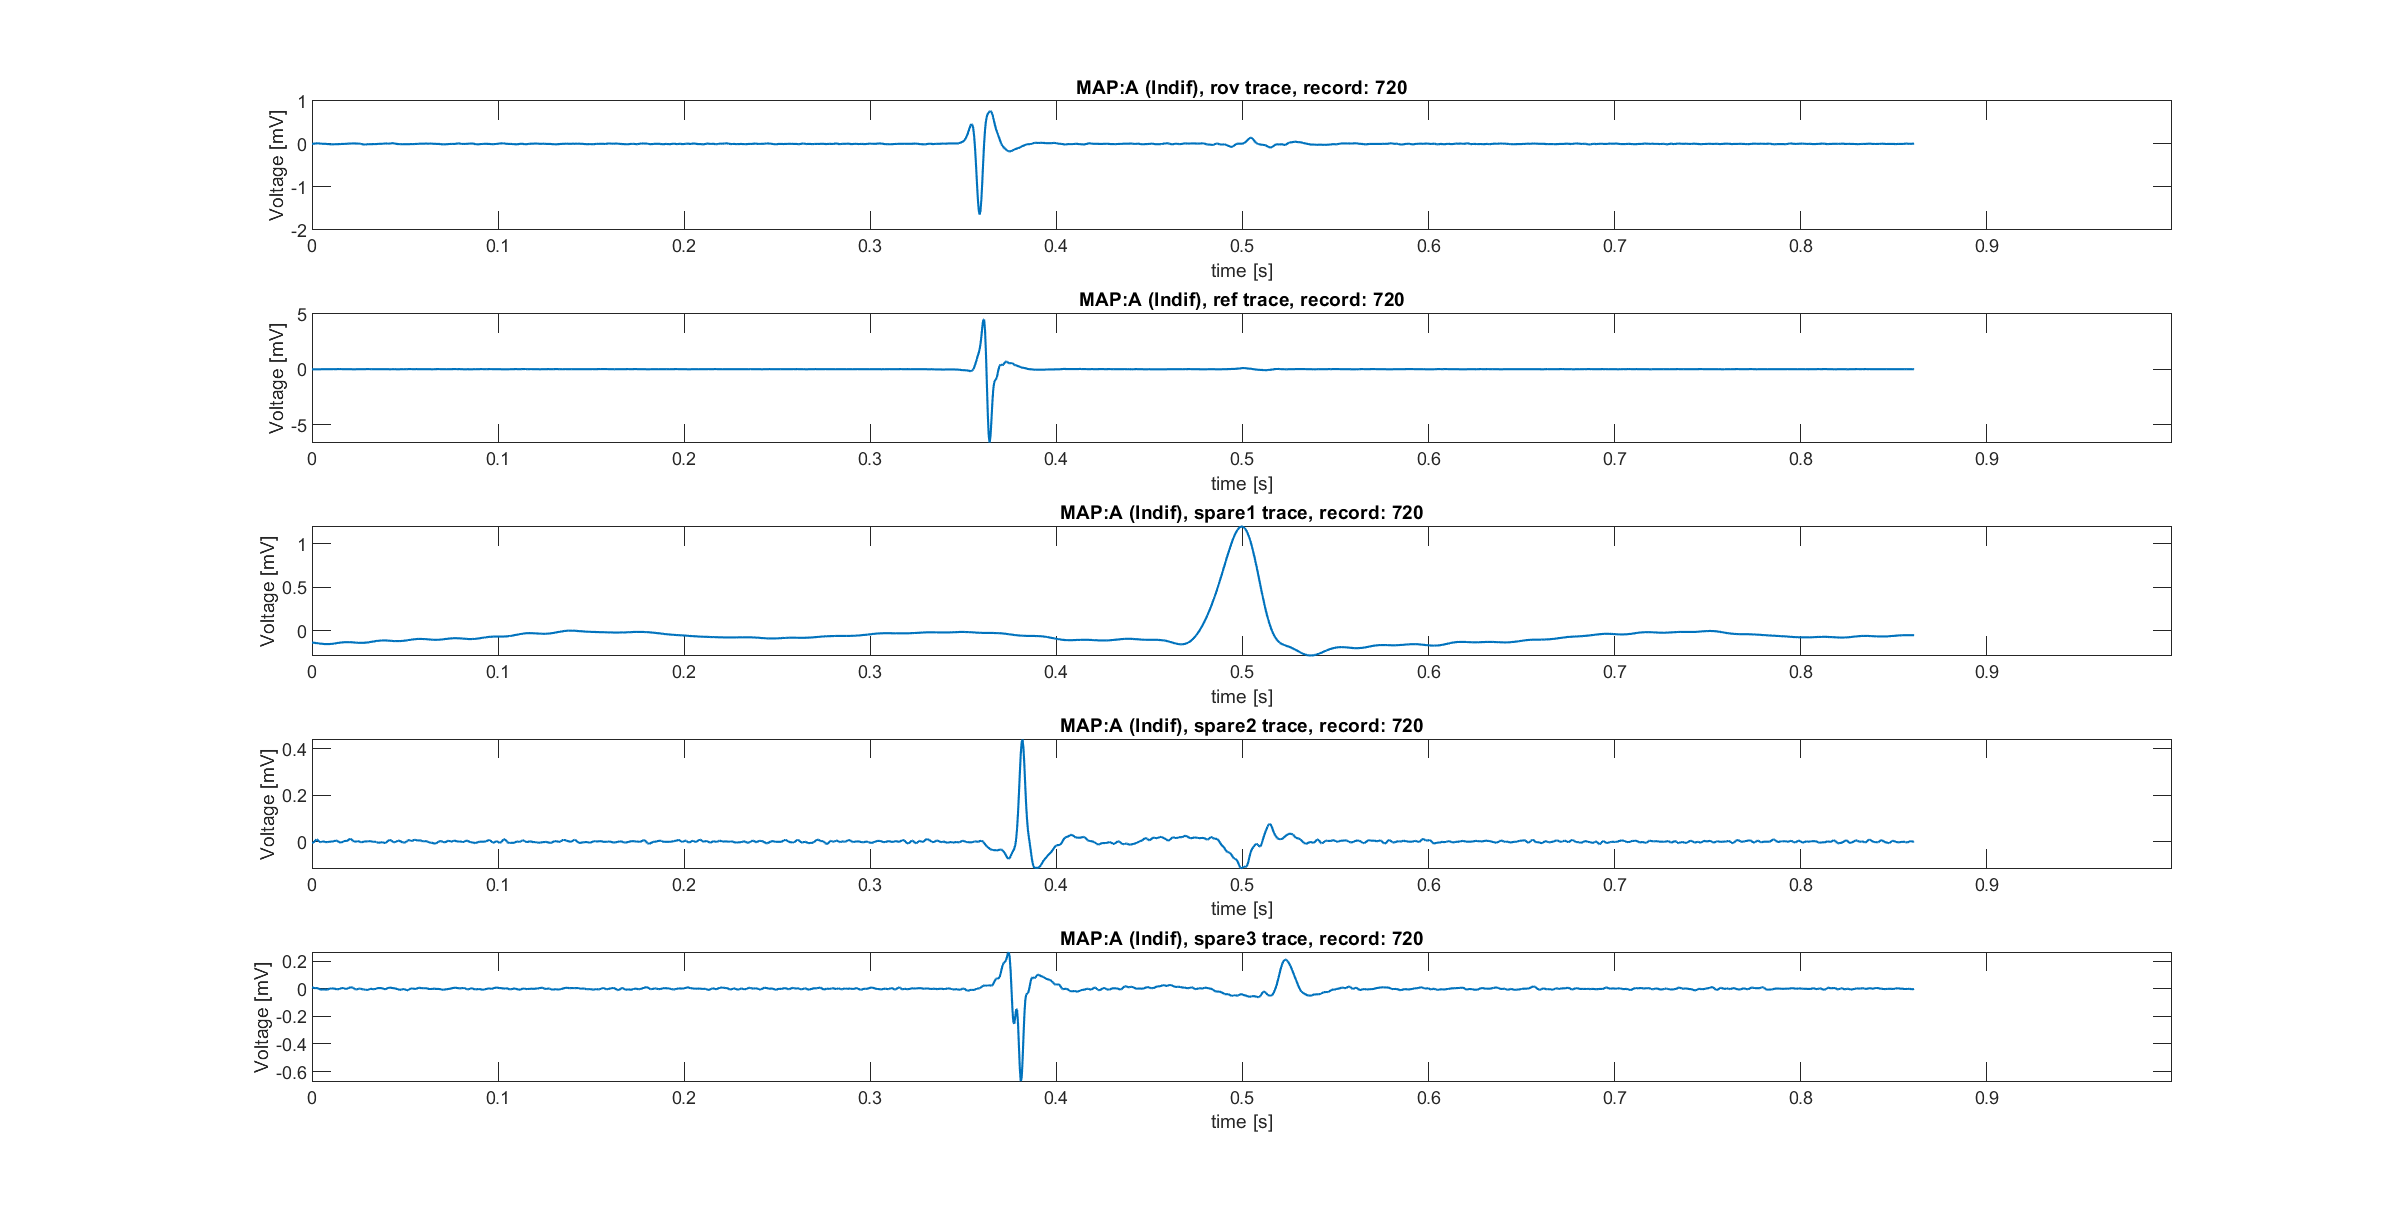 MAP:A (Indif), rov trace, record: 720
Voltage [mV]
1
0
-1
-2
0 0.1 0.2 0.3 0.4 0.5 0.6 0.7 0.8 0.9
time [s]
MAP:A (Indif), ref trace, record: 720
Voltage [mV]
5
0
-5
0 0.1 0.2 0.3 0.4 0.5 0.6 0.7 0.8 0.9
time [s]
MAP:A (Indif), spare1 trace, record: 720
Voltage [mV]
1
0.5
0
0 0.1 0.2 0.3 0.4 0.5 0.6 0.7 0.8 0.9
time [s]
MAP:A (Indif), spare2 trace, record: 720
Voltage [mV]
0.4
0.2
0
0 0.1 0.2 0.3 0.4 0.5 0.6 0.7 0.8 0.9
time [s]
MAP:A (Indif), spare3 trace, record: 720
Voltage [mV]
0.2
0
-0.2
-0.4
-0.6
0 0.1 0.2 0.3 0.4 0.5 0.6 0.7 0.8 0.9
time [s]